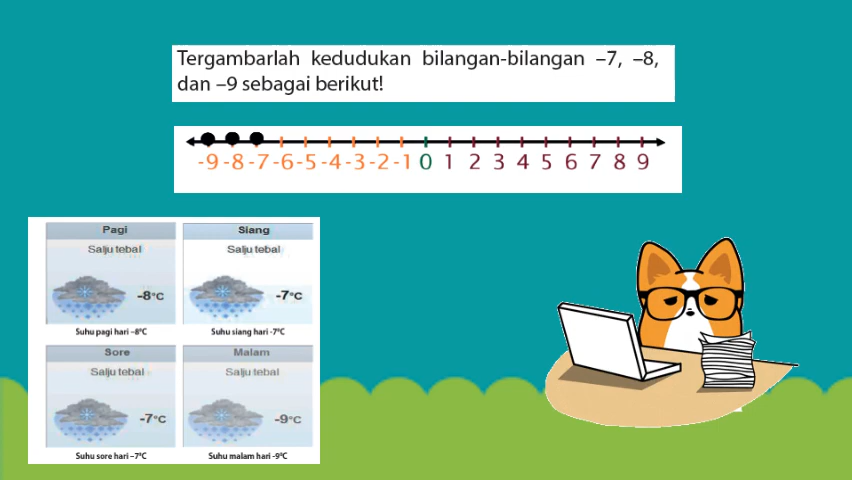 Tergambarlah kedudukan bilangan-bilangan –7, –8,
dan –9 sebagai berikut!
-9 -8 -7 -6 -5 -4 -3 -2 -1 0 1 2 3 4 5 6 7 8 9
Pagi
Salju tebal
-8°C
Suhu pagi hari –8°C
Siang
Salju tebal
-7°C
Suhu siang hari -7°C
Sore
Salju tebal
-7°C
Suhu sore hari –7°C
Malam
Salju tebal
-9°C
Suhu malam hari -9°C